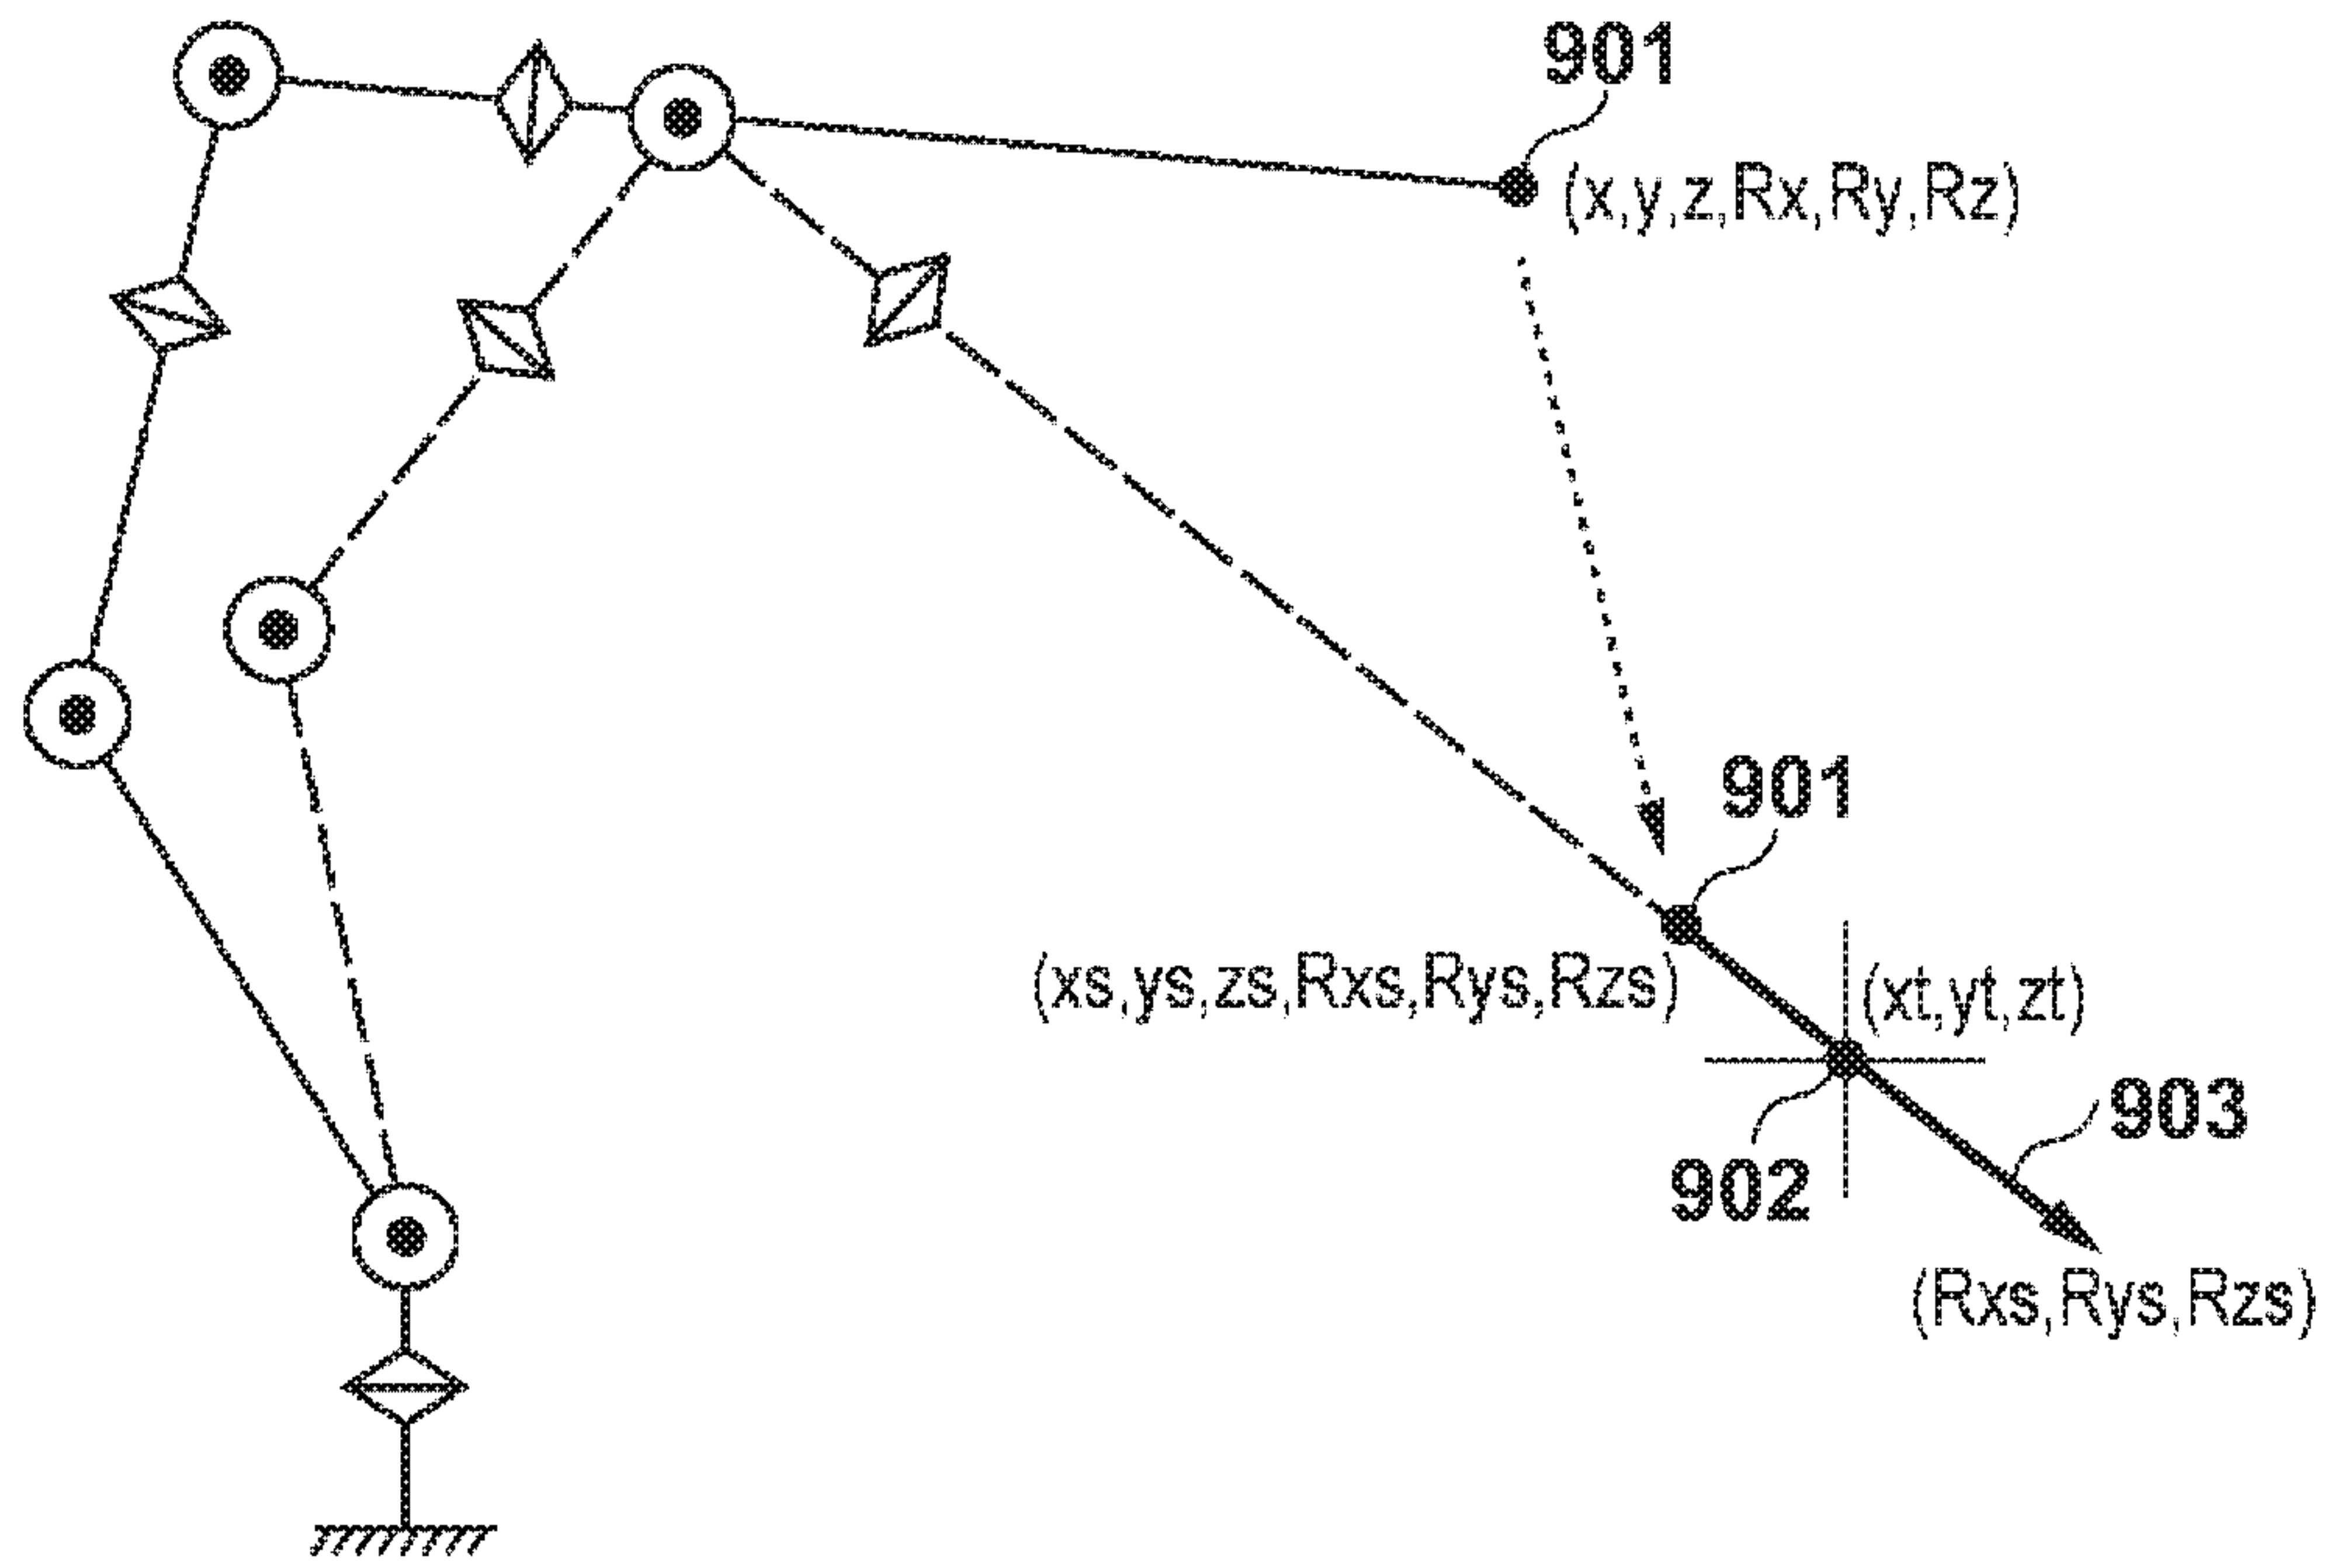 901
(x,y,z,Rx,Ry,Rz)
901
(xs,ys,zs,Rxs,Rys,Rzs)
(xt,yt,zt)
903
902
(Rxs,Rys,Rzs)